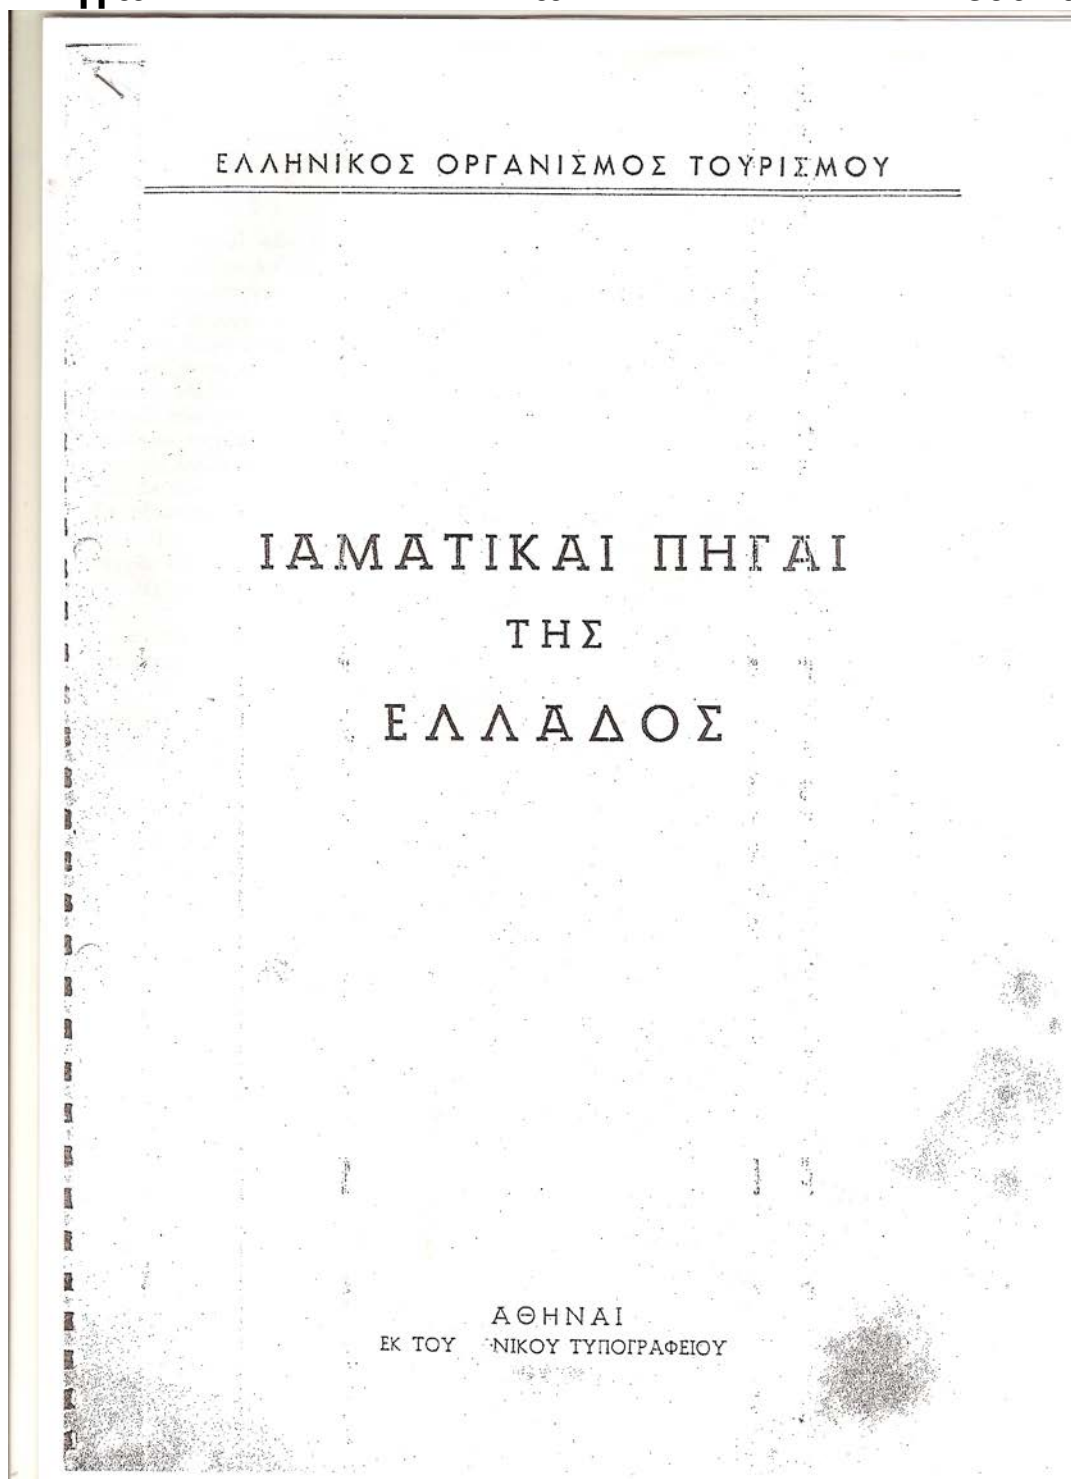 ΕΛΛΗΝΙΚΟΣ ΟΡΓΑΝΙΣΜΟΣ ΤΟΥΡΙΣΜΟΥ
ΙΑΜΑΤΙΚΑΙ ΠΗΓΑΙ
ΤΗΣ
ΕΛΛΑΔΟΣ
ΑΘΗΝΑΙ
ΕΚ ΤΟΥ ΝΙΚΟΥ ΤΥΠΟΓΡΑΦΕΙΟΥ